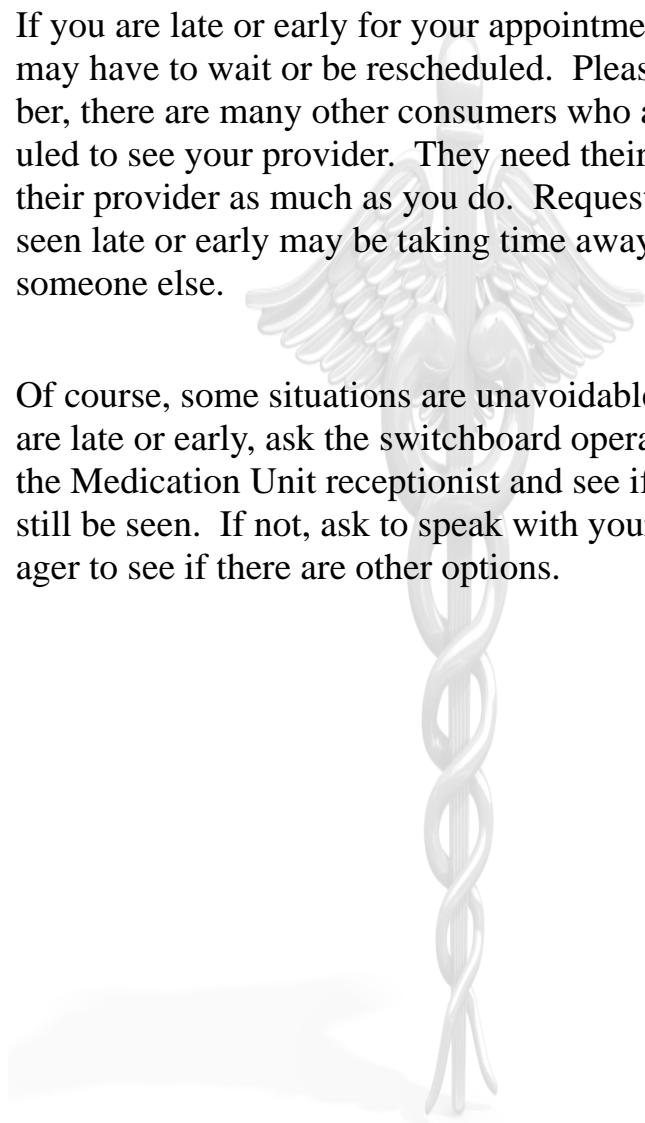 If you are late or early for your appointme
may have to wait or be rescheduled. Pleas
ber, there are many other consumers who a
uled to see your provider. They need their
their provider as much as you do. Request
seen late or early may be taking time away
someone else.
Of course, some situations are unavoidable
are late or early, ask the switchboard opera
the Medication Unit receptionist and see if
still be seen. If not, ask to speak with your
ager to see if there are other options.